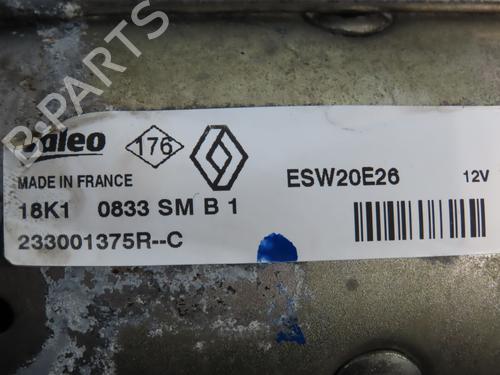 B-PARTS
Valeo
176
MADE IN FRANCE
ESW20E26
12V
18K1 0833 SM B 1
233001375R--C